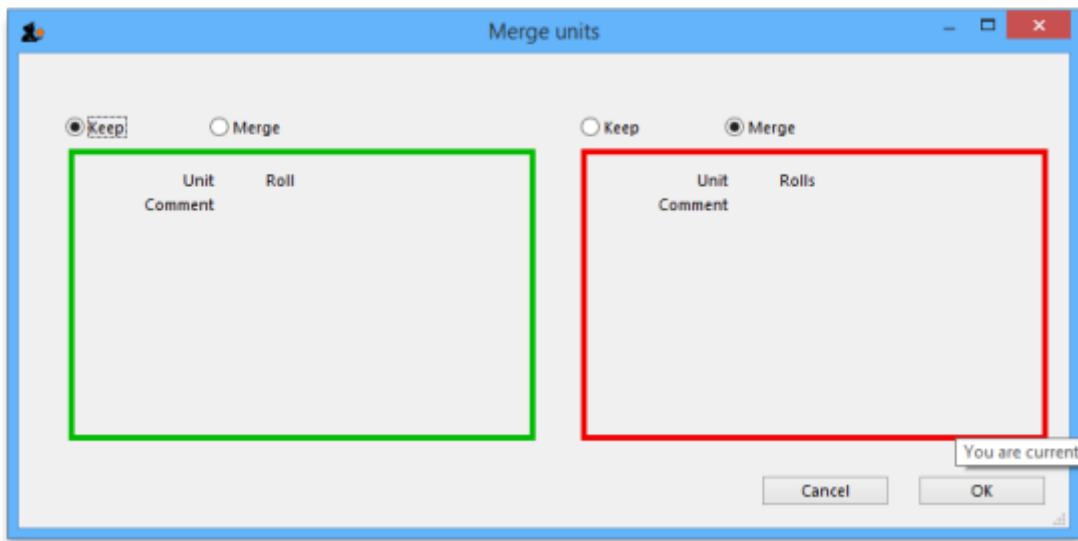 Merge units
Keep Merge Keep Merge
Unit Roll
Comment
Unit Rolls
Comment
You are current
Cancel OK